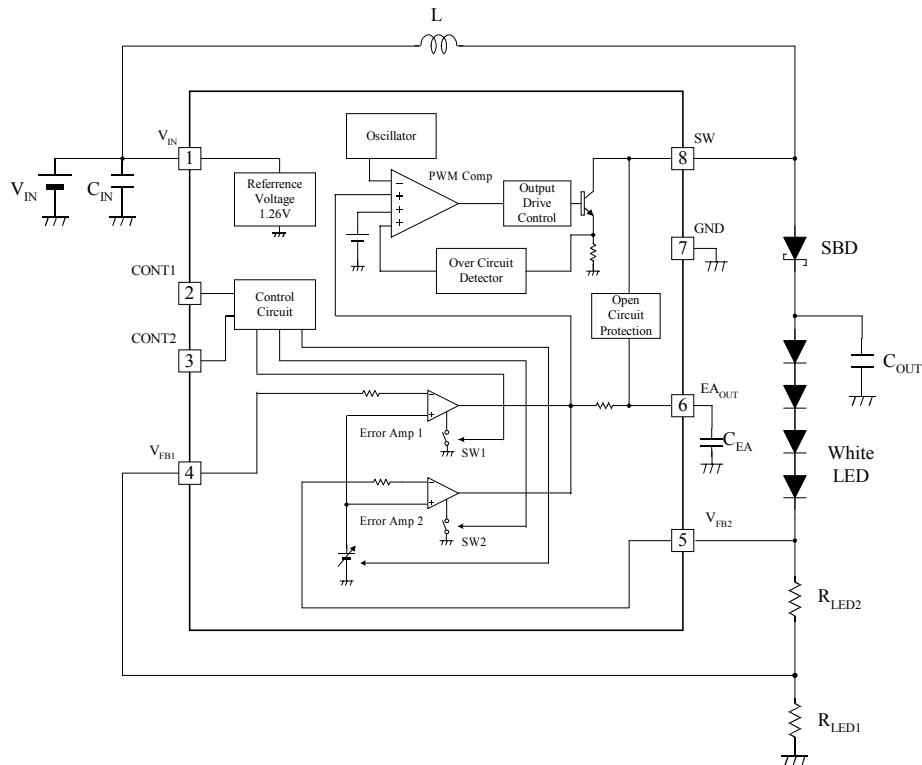 L
V_IN
1
Oscillator
PWM Comp
SW
8
V_IN
C_IN
Referrence
Voltage
1.26V
−
+
+
+
Output
Drive
Control
GND
7
SBD
Over Circuit
Detector
CONT1
2
Control
Circuit
CONT2
3
Open
Circuit
Protection
C_OUT
−
+
Error Amp 1
SW1
EA_OUT
6
C_EA
V_FB1
4
White
LED
−
+
Error Amp 2
SW2
V_FB2
5
R_LED2
R_LED1